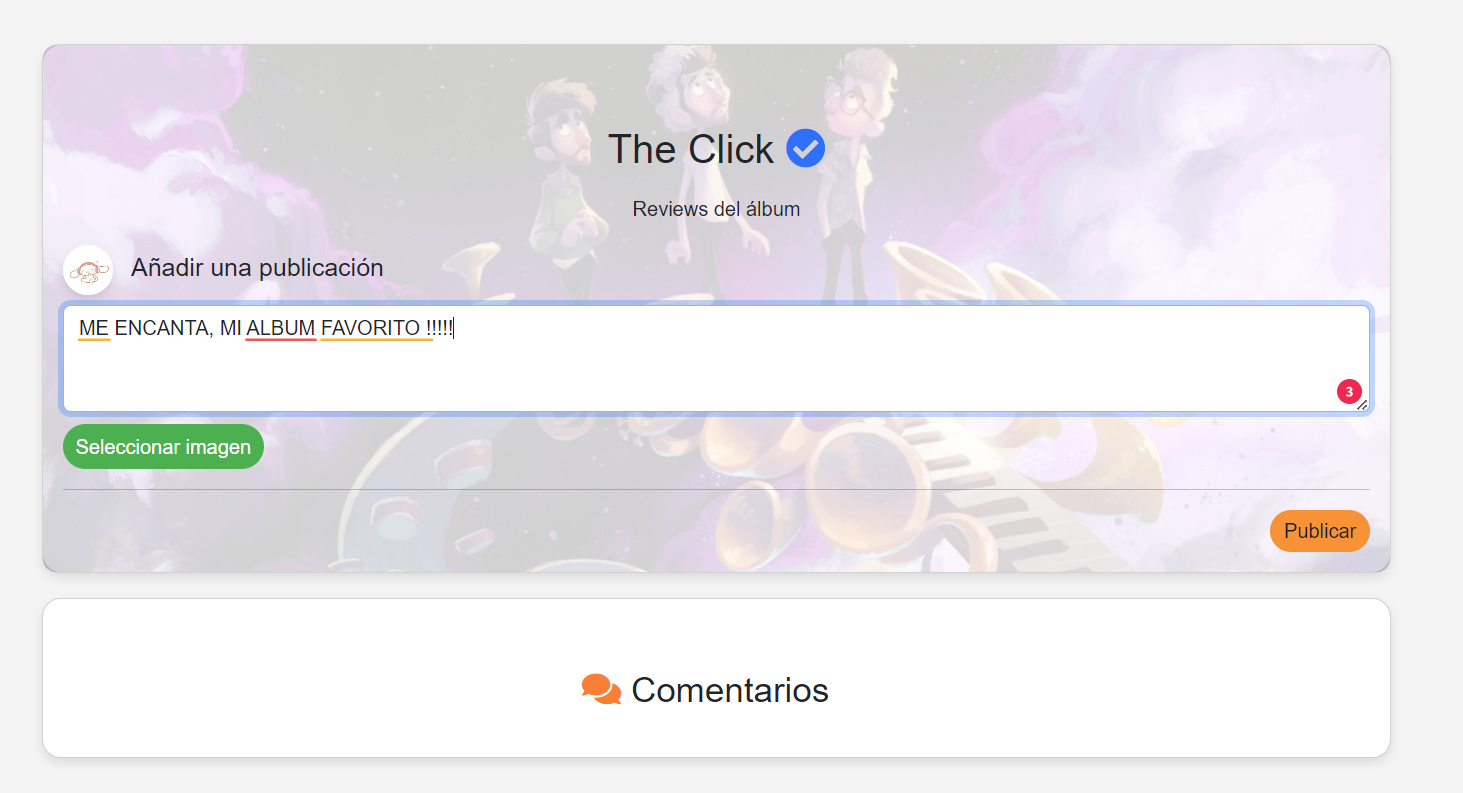 The Click
Reviews del álbum
Añadir una publicación
ME ENCANTA, MI ALBUM FAVORITO !!!!!
3
Seleccionar imagen
Publicar
Comentarios